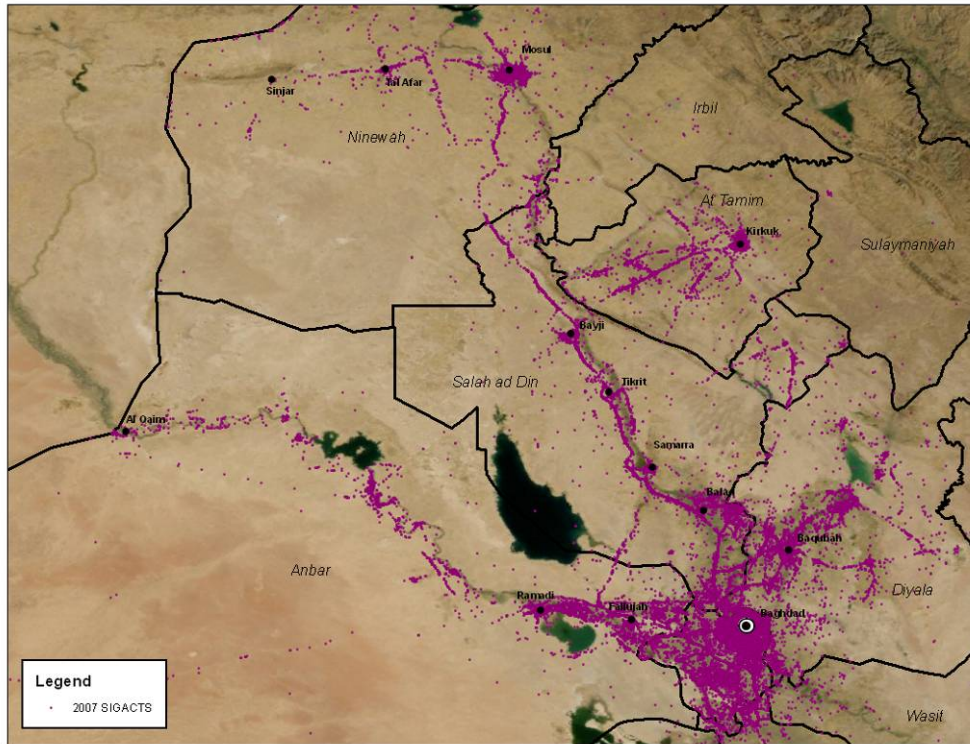 Mosul
Sinjar
Tal Afar
Irbil
Ninewah
At Tamim
Kirkuk
Sulaymaniyah
Bayji
Salah ad Din
Tikrit
Al Qaim
Samarra
Balad
Baqubah
Anbar
Diyala
Ramadi
Fallujah
Baghdad
Legend
2007 SIGACTS
Wasit